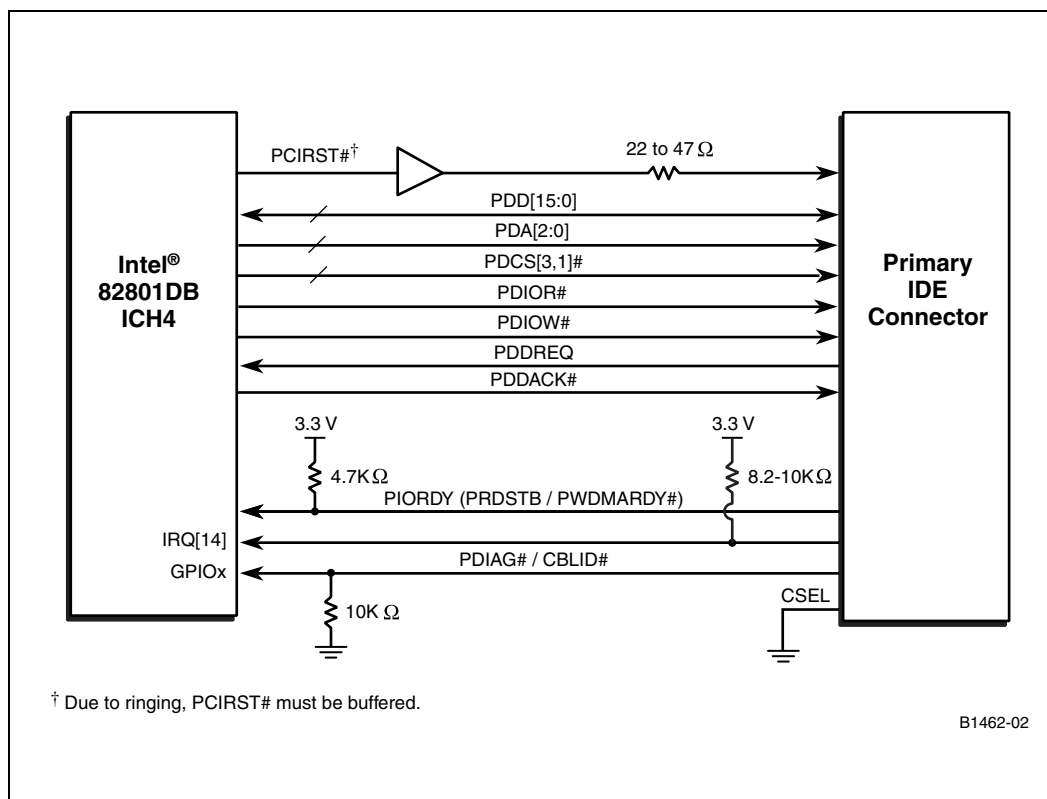 PCIRST#†
22 to 47 Ω
PDD[15:0]
PDA[2:0]
PDCS[3,1]#
PDIOR#
PDIOW#
PDDREQ
PDDACK#
Intel®
82801DB
ICH4
Primary
IDE
Connector
3.3 V
3.3 V
4.7K Ω
8.2-10KΩ
PIORDY (PRDSTB / PWDMARDY#)
IRQ[14]
PDIAG# / CBLID#
GPIOx
CSEL
10K Ω
† Due to ringing, PCIRST# must be buffered.
B1462-02